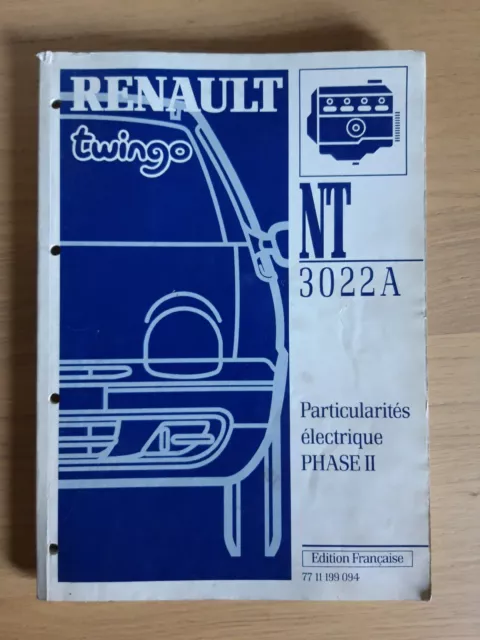 RENAULT
twingo
NT
3022A
Particularités
électrique
PHASE II
Edition Française
77 11 199 094